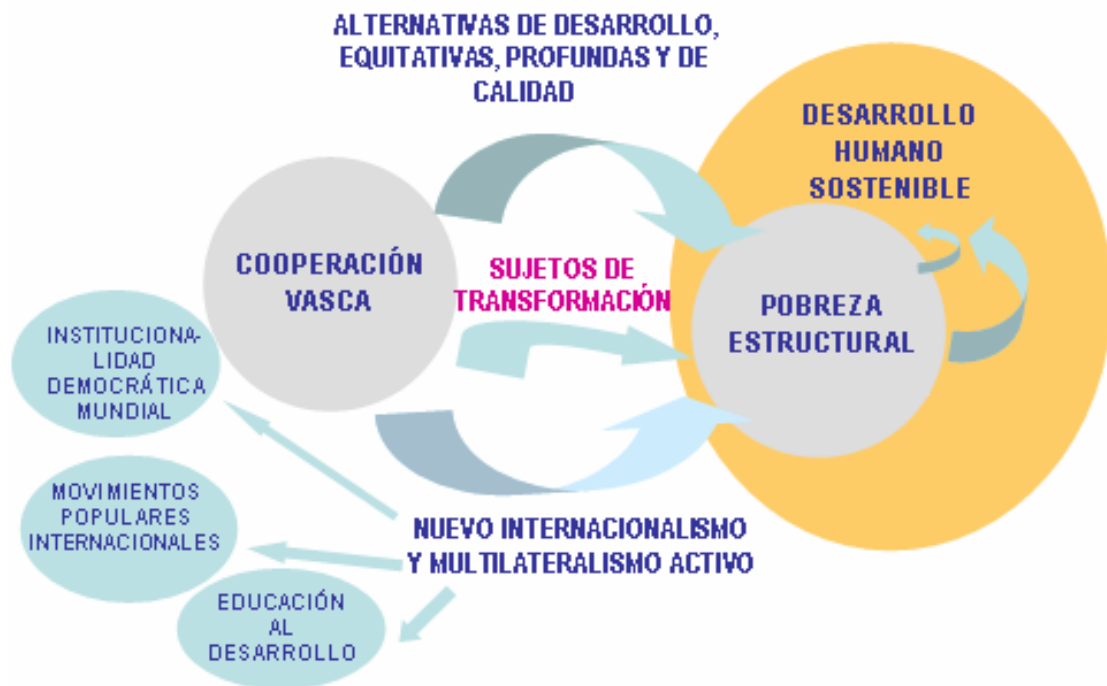 ALTERNATIVAS DE DESARROLLO,
EQUITATIVAS, PROFUNDAS Y DE
CALIDAD
DESARROLLO
HUMANO
SOSTENIBLE
COOPERACIÓN
VASCA
SUJETOS DE
TRANSFORMACIÓN
POBREZA
ESTRUCTURAL
INSTITUCIONA-
LIDAD
DEMOCRÁTICA
MUNDIAL
MOVIMIENTOS
POPULARES
INTERNACIONALES
NUEVO INTERNACIONALISMO
Y MULTILATERALISMO ACTIVO
EDUCACIÓN
AL
DESARROLLO